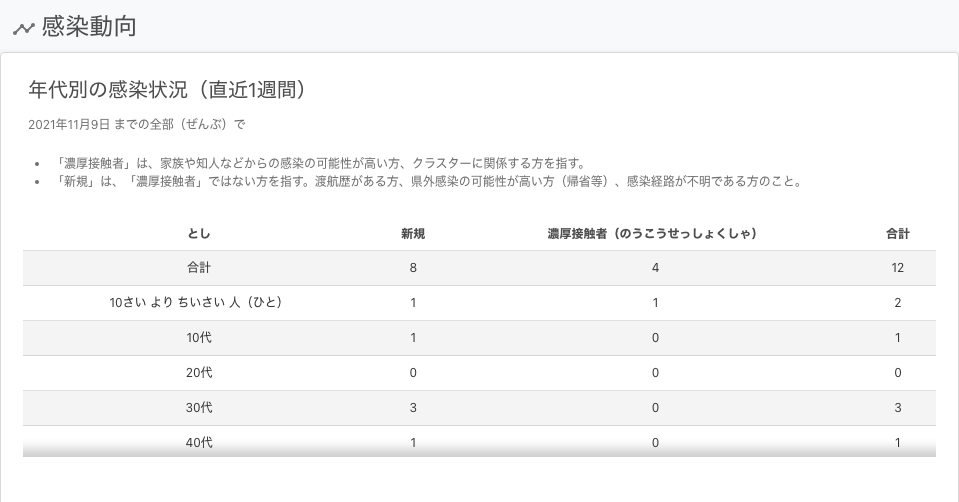 感染動向
年代別の感染状況（直近1週間）
2021年11月9日 までの全部（ぜんぶ）で
• 「濃厚接触者」は、家族や知人などからの感染の可能性が高い方、クラスターに関係する方を指す。
• 「新規」は、「濃厚接触者」ではない方を指す。渡航歴がある方、県外感染の可能性が高い方（帰省等）、感染経路が不明である方のこと。
とし 新規 濃厚接触者（のうこうせっしょくしゃ） 合計
合計 8 4 12
10さい より ちいさい 人（ひと） 1 1 2
10代 1 0 1
20代 0 0 0
30代 3 0 3
40代 1 0 1